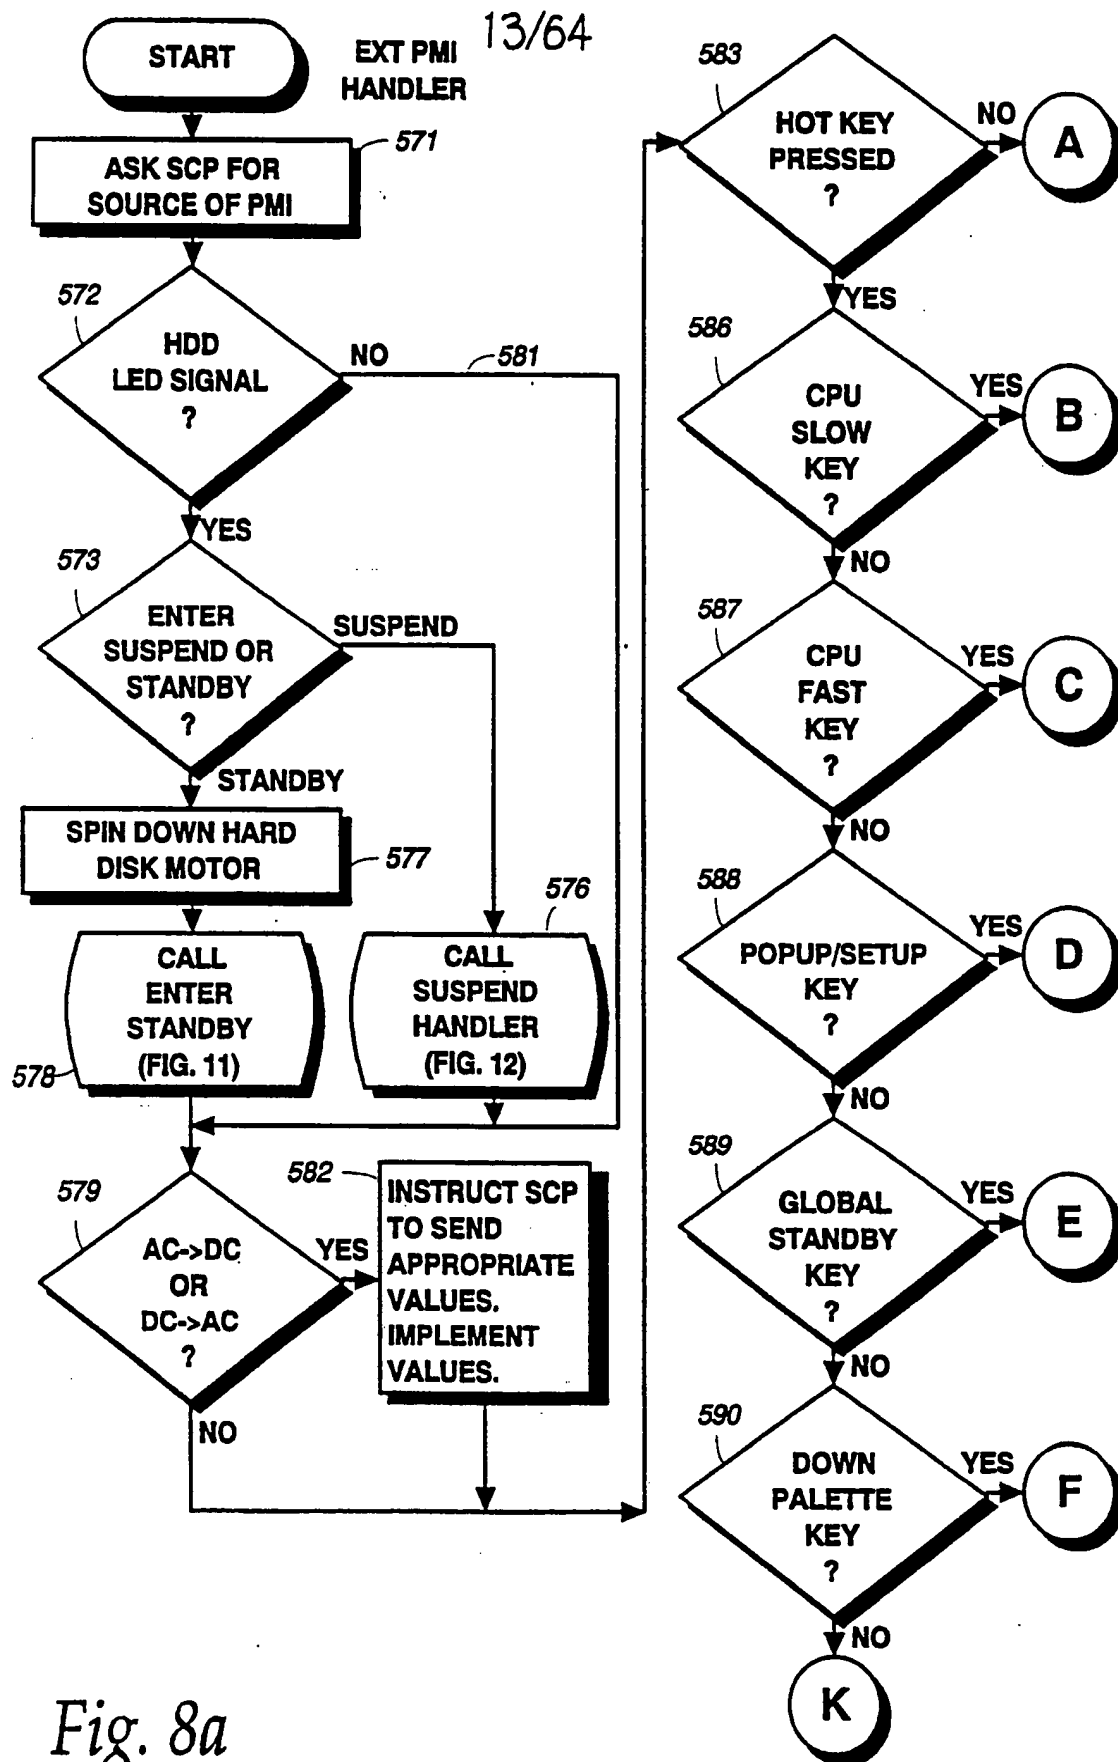 13/64
START
EXT PMI
HANDLER
571
ASK SCP FOR
SOURCE OF PMI
572
HDD
LED SIGNAL
?
NO
581
YES
573
ENTER
SUSPEND OR
STANDBY
?
SUSPEND
STANDBY
SPIN DOWN HARD
DISK MOTOR
577
576
CALL
ENTER
STANDBY
(FIG. 11)
578
CALL
SUSPEND
HANDLER
(FIG. 12)
579
AC->DC
OR
DC->AC
?
YES
582
INSTRUCT SCP
TO SEND
APPROPRIATE
VALUES.
IMPLEMENT
VALUES.
NO
583
HOT KEY
PRESSED
?
NO
A
YES
586
CPU
SLOW
KEY
?
YES
B
NO
587
CPU
FAST
KEY
?
YES
C
NO
588
POPUP/SETUP
KEY
?
YES
D
NO
589
GLOBAL
STANDBY
KEY
?
YES
E
NO
590
DOWN
PALETTE
KEY
?
YES
F
NO
K
Fig. 8a